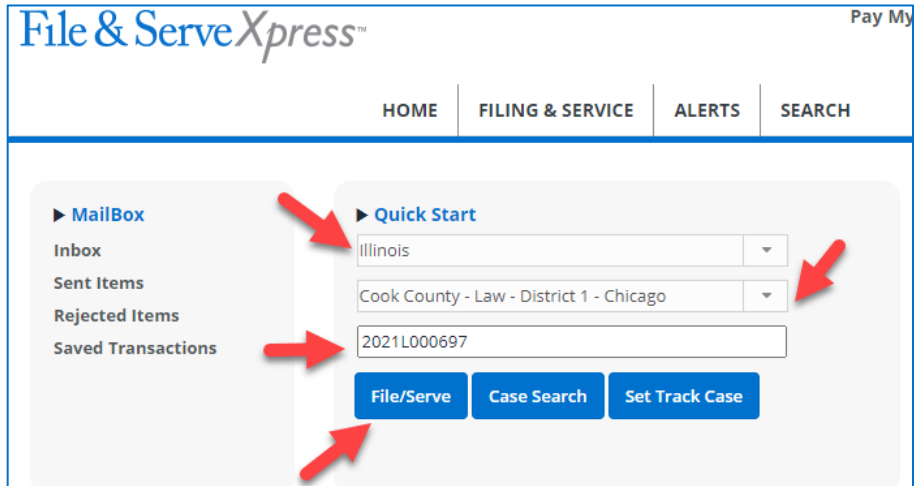 File & ServeXpress™
Pay My
HOME FILING & SERVICE ALERTS SEARCH
MailBox
Inbox
Sent Items
Rejected Items
Saved Transactions
Quick Start
Illinois
Cook County - Law - District 1 - Chicago
2021L000697
File/Serve Case Search Set Track Case